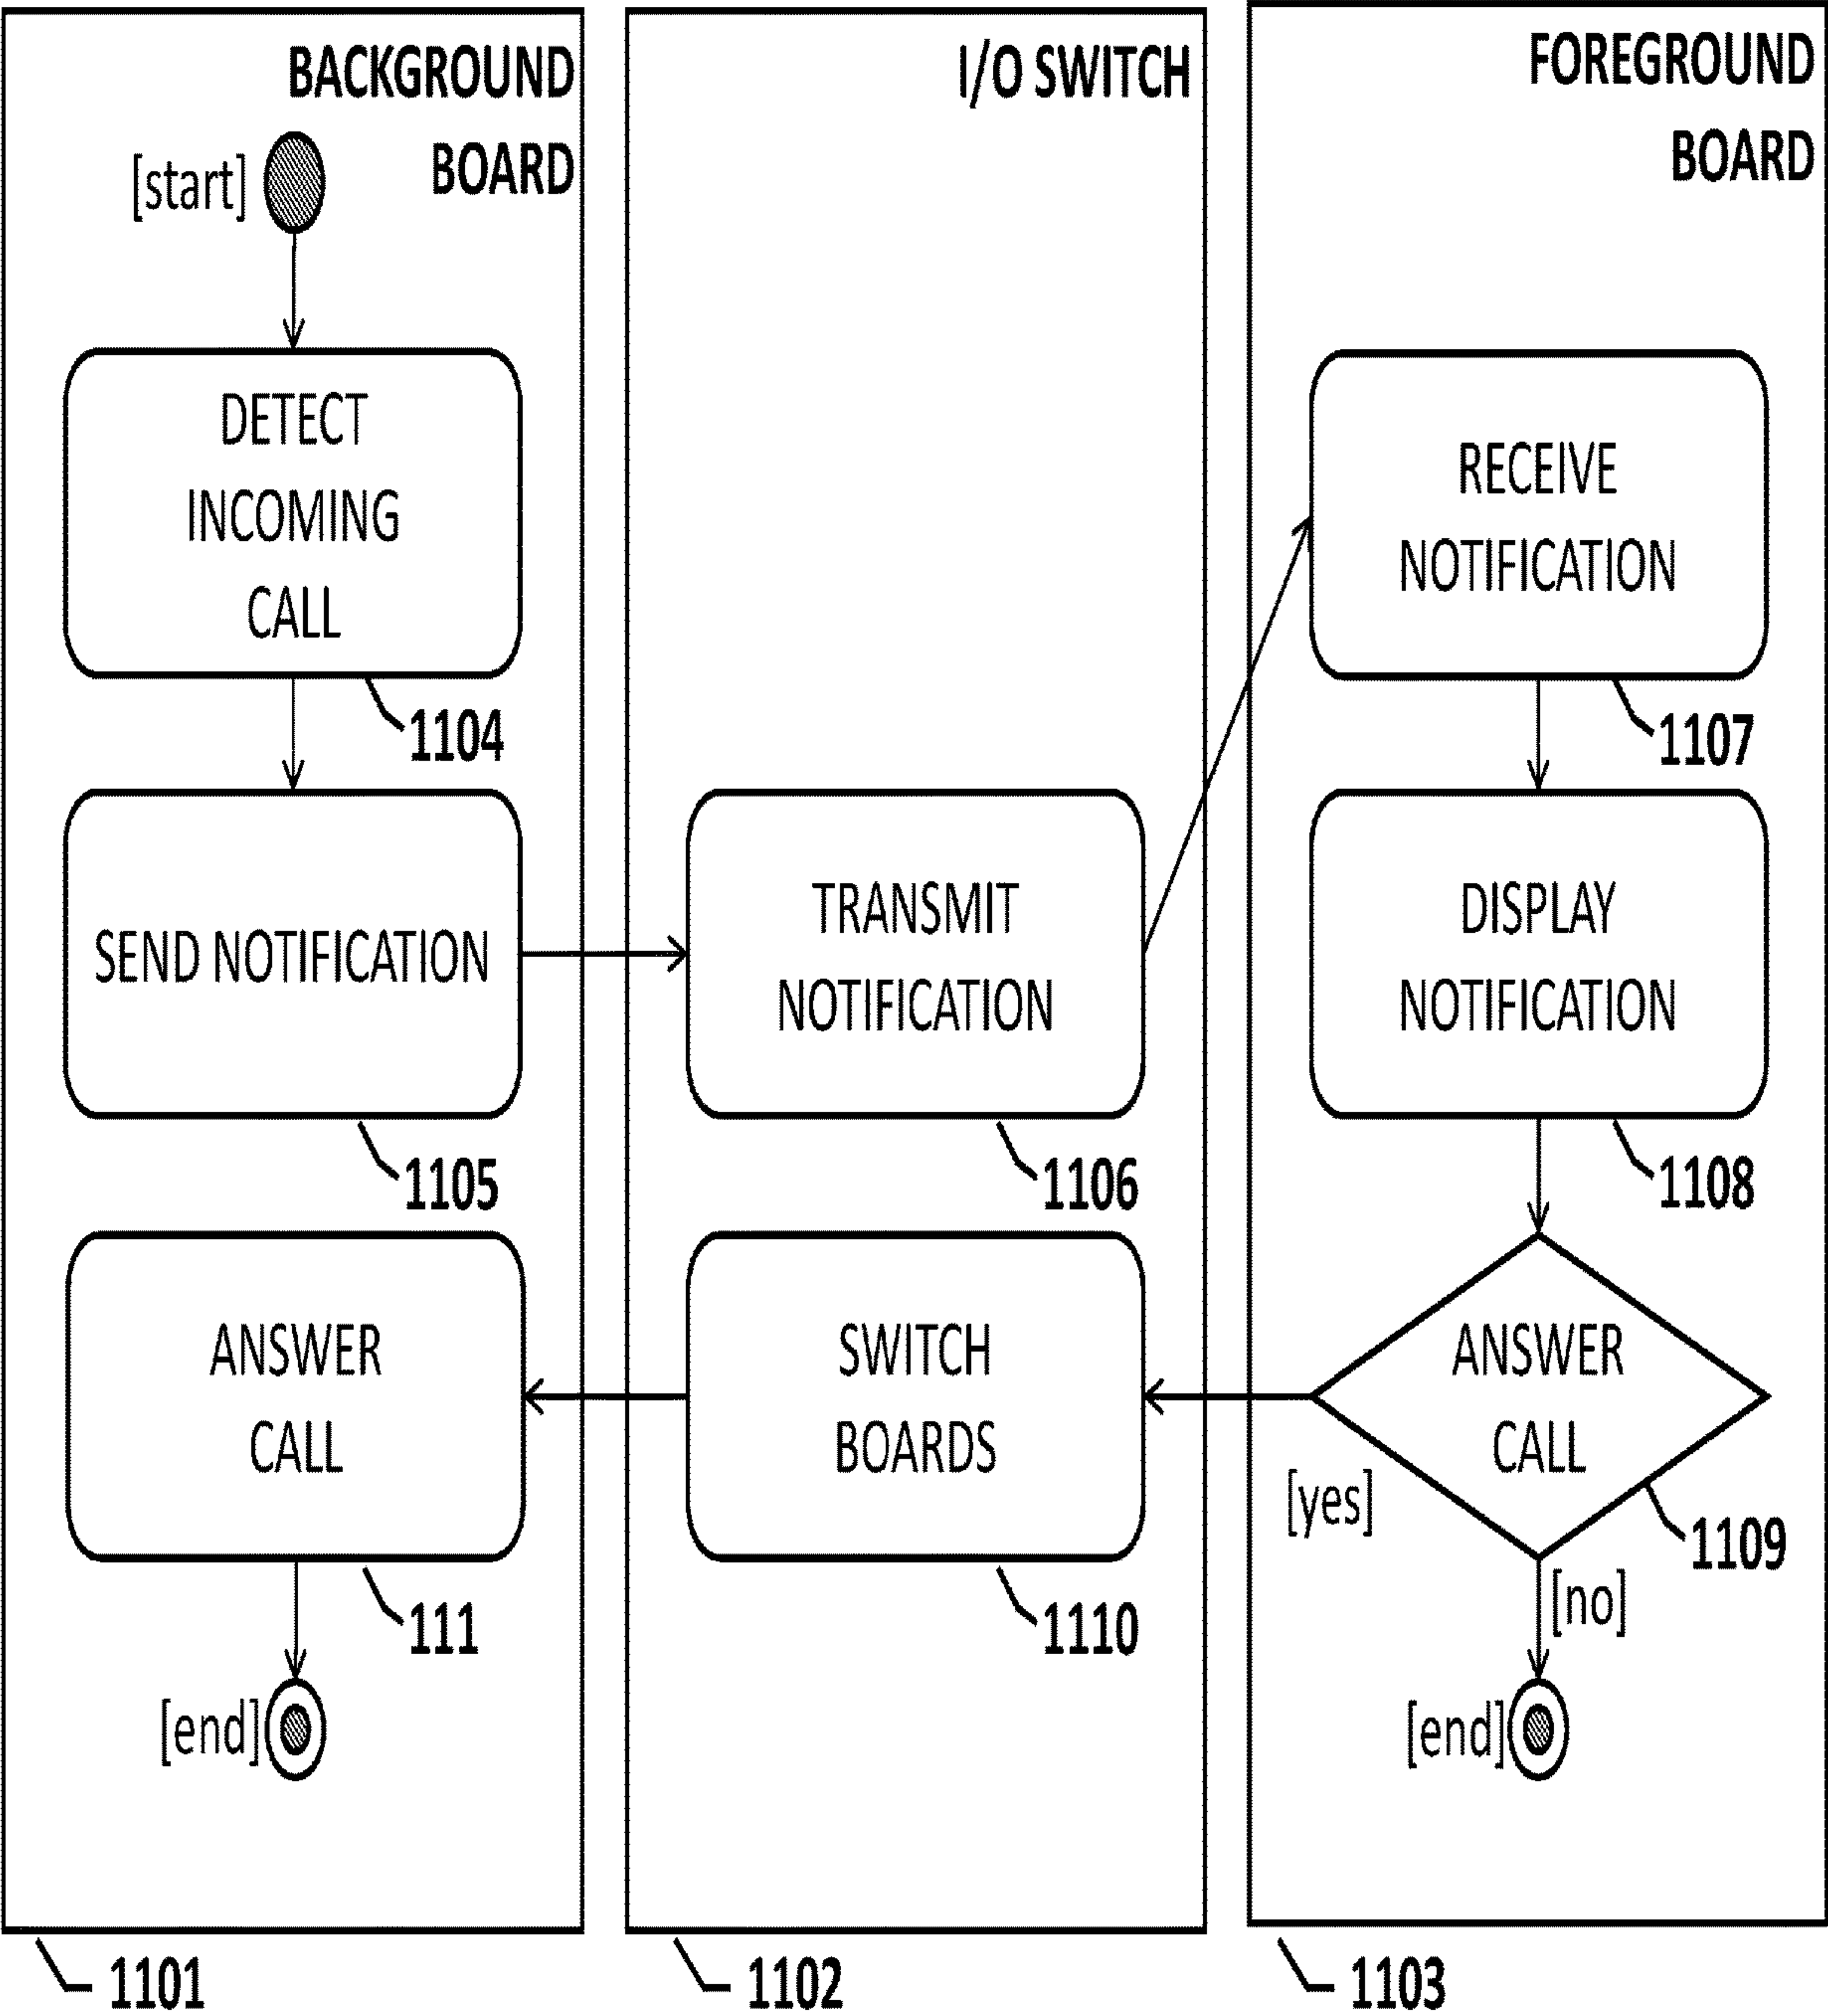 BACKGROUND
BOARD
[start]
DETECT
INCOMING
CALL
1104
SEND NOTIFICATION
1105
ANSWER
CALL
111
[end]
1101
I/O SWITCH
TRANSMIT
NOTIFICATION
1106
SWITCH
BOARDS
1110
1102
FOREGROUND
BOARD
RECEIVE
NOTIFICATION
1107
DISPLAY
NOTIFICATION
1108
ANSWER
CALL
[yes]
1109
[no]
[end]
1103